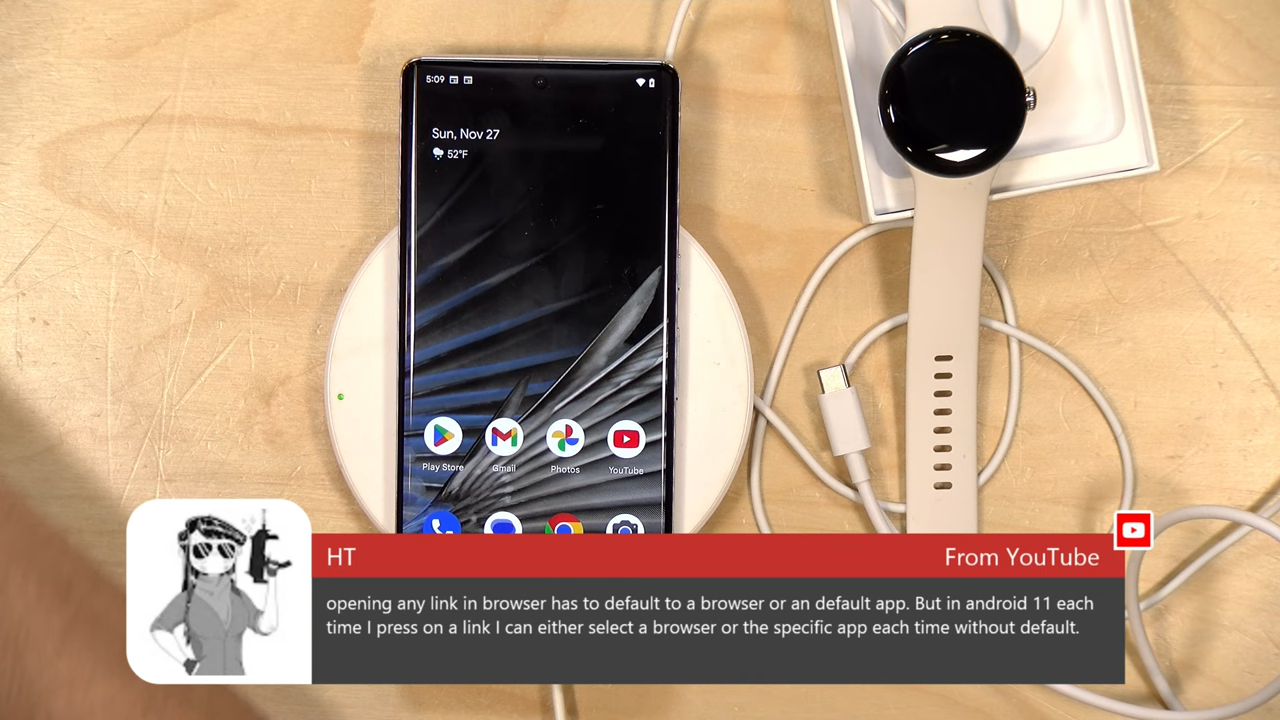 5:09
Sun, Nov 27
52°F
Play Store
Gmail
Photos
YouTube
HT
From YouTube
opening any link in browser has to default to a browser or an default app. But in android 11 each
time I press on a link I can either select a browser or the specific app each time without default.